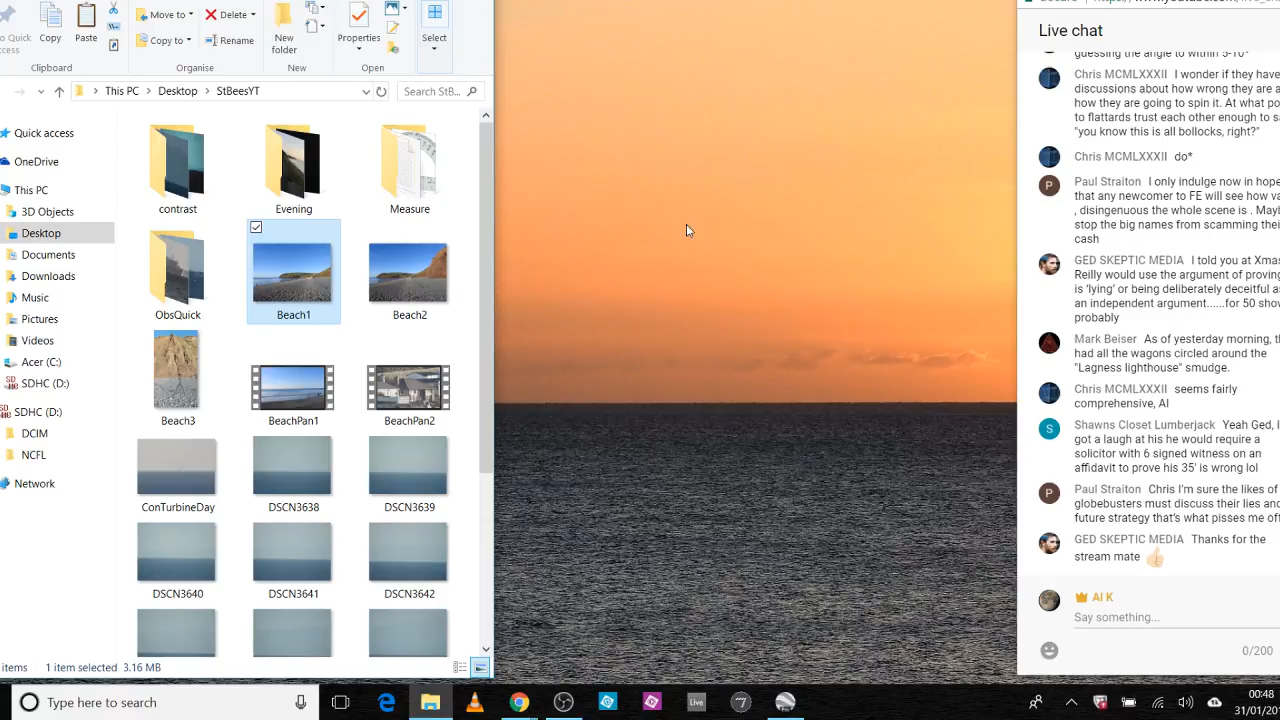 Copy
Paste
Clipboard
Move to
Copy to
Delete
Rename
Organise
New
folder
New
Properties
Open
Select
This PC
Desktop
StBeesYT
Search StB...
Quick access
OneDrive
This PC
3D Objects
Desktop
Documents
Downloads
Music
Pictures
Videos
Acer (C:)
SDHC (D:)
SDHC (D:)
DCIM
NCFL
Network
contrast
Evening
Measure
ObsQuick
Beach1
Beach2
Beach3
BeachPan1
BeachPan2
ConTurbineDay
DSCN3638
DSCN3639
DSCN3640
DSCN3641
DSCN3642
items 1 item selected 3.16 MB
Live chat
guessing the angle to within 5-10°
Chris MCMLXXXII I wonder if they have
discussions about how wrong they are a
how they are going to spin it. At what po
to flattards trust each other enough to s
"you know this is all bollocks, right?"
Chris MCMLXXXII do*
Paul Straiton I only indulge now in hope
that any newcomer to FE will see how va
, disingenuous the whole scene is . Mayb
stop the big names from scamming thei
cash
GED SKEPTIC MEDIA I told you at Xmas
Reilly would use the argument of proving
is 'lying' or being deliberately deceitful as
an independent argument......for 50 show
probably
Mark Beiser As of yesterday morning, th
had all the wagons circled around the
"Lagness lighthouse" smudge.
Chris MCMLXXXII seems fairly
comprehensive, Al
S Shawns Closet Lumberjack Yeah Ged, I
got a laugh at his he would require a
solicitor with 6 signed witness on an
affidavit to prove his 35' is wrong lol
P Paul Straiton Chris I'm sure the likes of
globebusters must discuss their lies and
future strategy that's what pisses me off
GED SKEPTIC MEDIA Thanks for the
stream mate
Al K
Say something...
0/200
Type here to search
Live
00:48
31/01/20